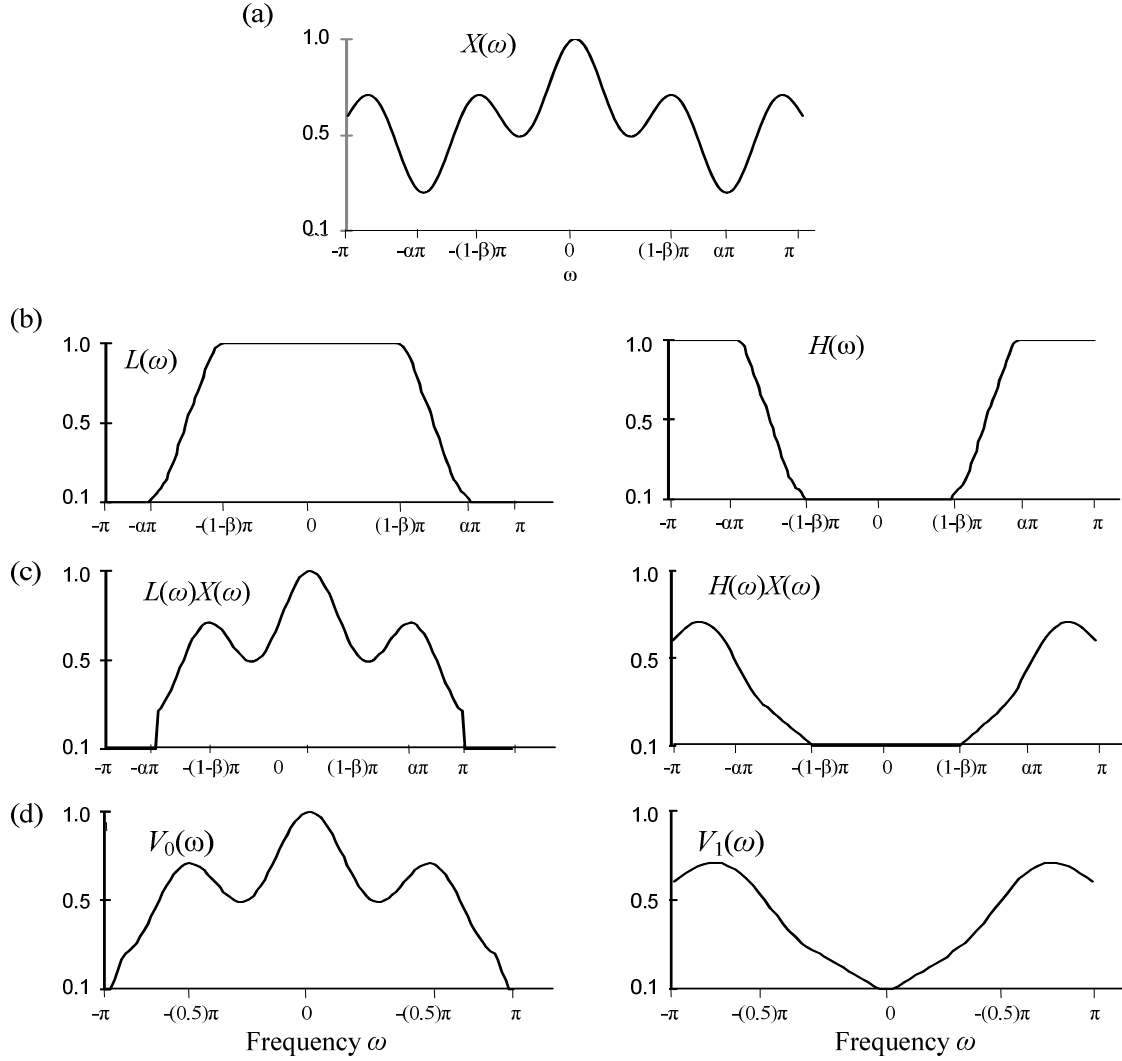 (a)
1.0
X(ω)
0.5
0.1
-π -απ -(1-β)π 0 (1-β)π απ π
ω
(b)
1.0 L(ω)
0.5
0.1
-π -απ -(1-β)π 0 (1-β)π απ π
1.0 H(ω)
0.5
0.1
-π -απ -(1-β)π 0 (1-β)π απ π
(c)
1.0
L(ω)X(ω)
0.5
0.1
-π -απ -(1-β)π 0 (1-β)π απ π
1.0
H(ω)X(ω)
0.5
0.1
-π -απ -(1-β)π 0 (1-β)π απ π
(d)
1.0
V₀(ω)
0.5
0.1
-π -(0.5)π 0 -(0.5)π π
Frequency ω
1.0
V₁(ω)
0.5
0.1
-π -(0.5)π 0 -(0.5)π π
Frequency ω